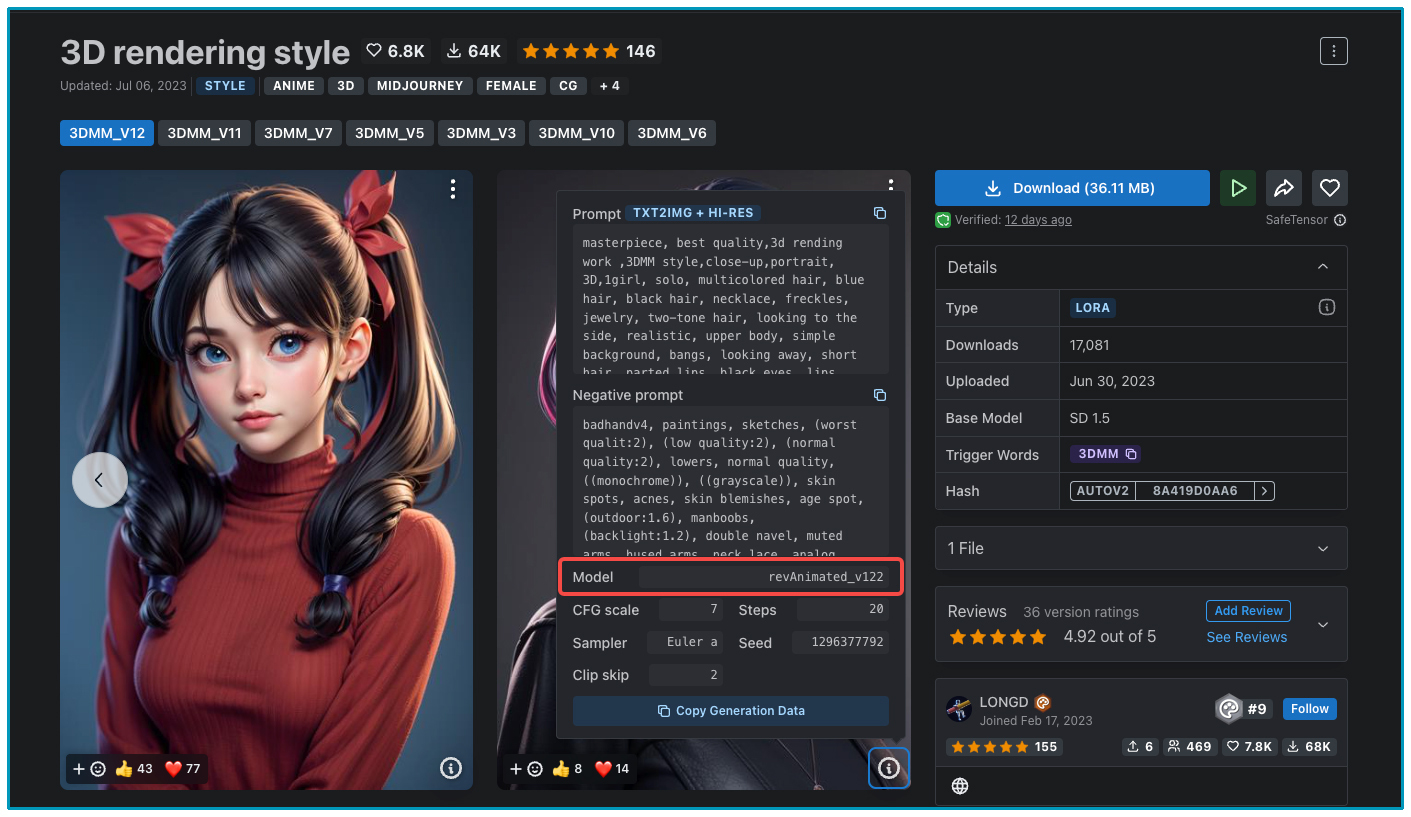 3D rendering style 6.8K 64K 146
Updated: Jul 06, 2023 STYLE ANIME 3D MIDJOURNEY FEMALE CG + 4
3DMM_V12 3DMM_V11 3DMM_V7 3DMM_V5 3DMM_V3 3DMM_V10 3DMM_V6
43 77
Prompt TXT2IMG + HI-RES
masterpiece, best quality,3d rending
work ,3DMM style,close-up,portrait,
3D,1girl, solo, multicolored hair, blue
hair, black hair, necklace, freckles,
jewelry, two-tone hair, looking to the
side, realistic, upper body, simple
background, bangs, looking away, short
hair, parted lips, black eyes, lips,
Negative prompt
badhandv4, paintings, sketches, (worst
qualit:2), (low quality:2), (normal
quality:2), lowers, normal quality,
((monochrome)), ((grayscale)), skin
spots, acnes, skin blemishes, age spot,
(outdoor:1.6), manboobs,
(backlight:1.2), double navel, muted
arms, hused arms, neck lace, analog,
Model revAnimated_v122
CFG scale 7 Steps 20
Sampler Euler a Seed 1296377792
Clip skip 2
Copy Generation Data
8 14
Download (36.11 MB)
Verified: 12 days ago SafeTensor
Details
Type LORA
Downloads 17,081
Uploaded Jun 30, 2023
Base Model SD 1.5
Trigger Words 3DMM
Hash AUTOV2 8A419D0AA6
1 File
Reviews 36 version ratings Add Review
4.92 out of 5 See Reviews
LONGD #9 Follow
Joined Feb 17, 2023
155 6 469 7.8K 68K